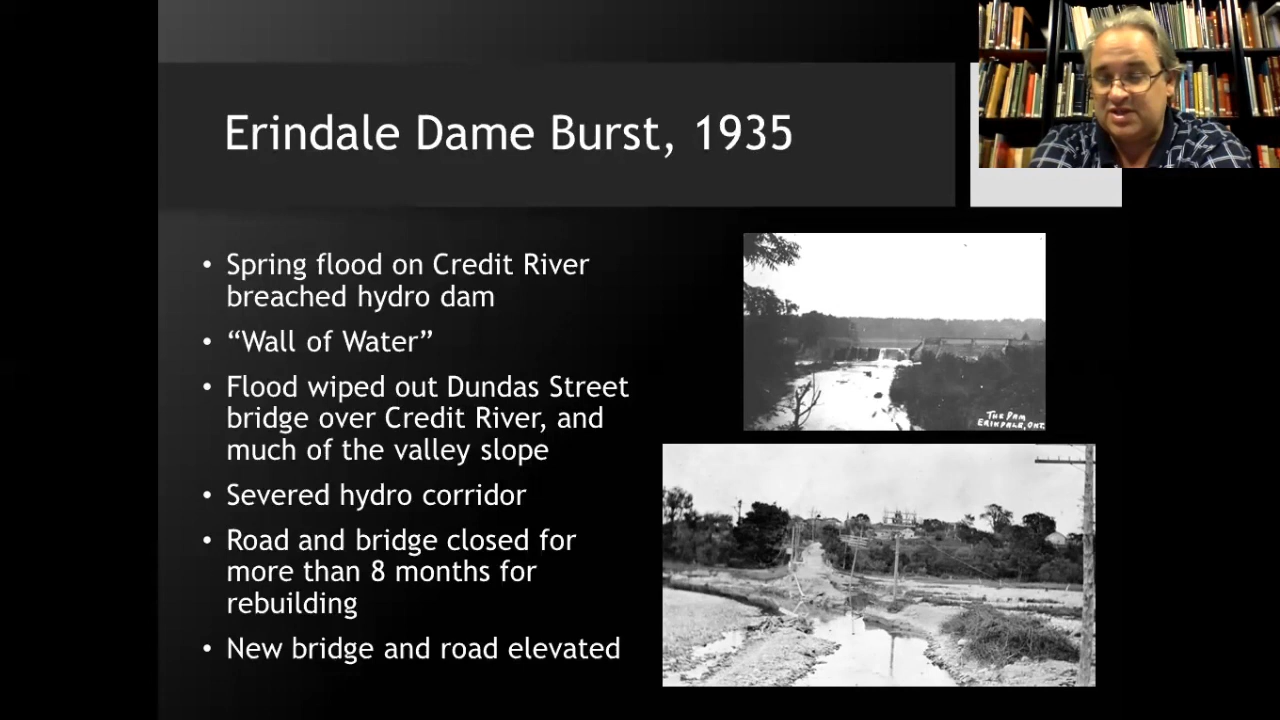 Erindale Dame Burst, 1935
• Spring flood on Credit River
breached hydro dam
• “Wall of Water”
• Flood wiped out Dundas Street
bridge over Credit River, and
much of the valley slope
• Severed hydro corridor
• Road and bridge closed for
more than 8 months for
rebuilding
• New bridge and road elevated
THE DAM
ERINDALE, ONT.